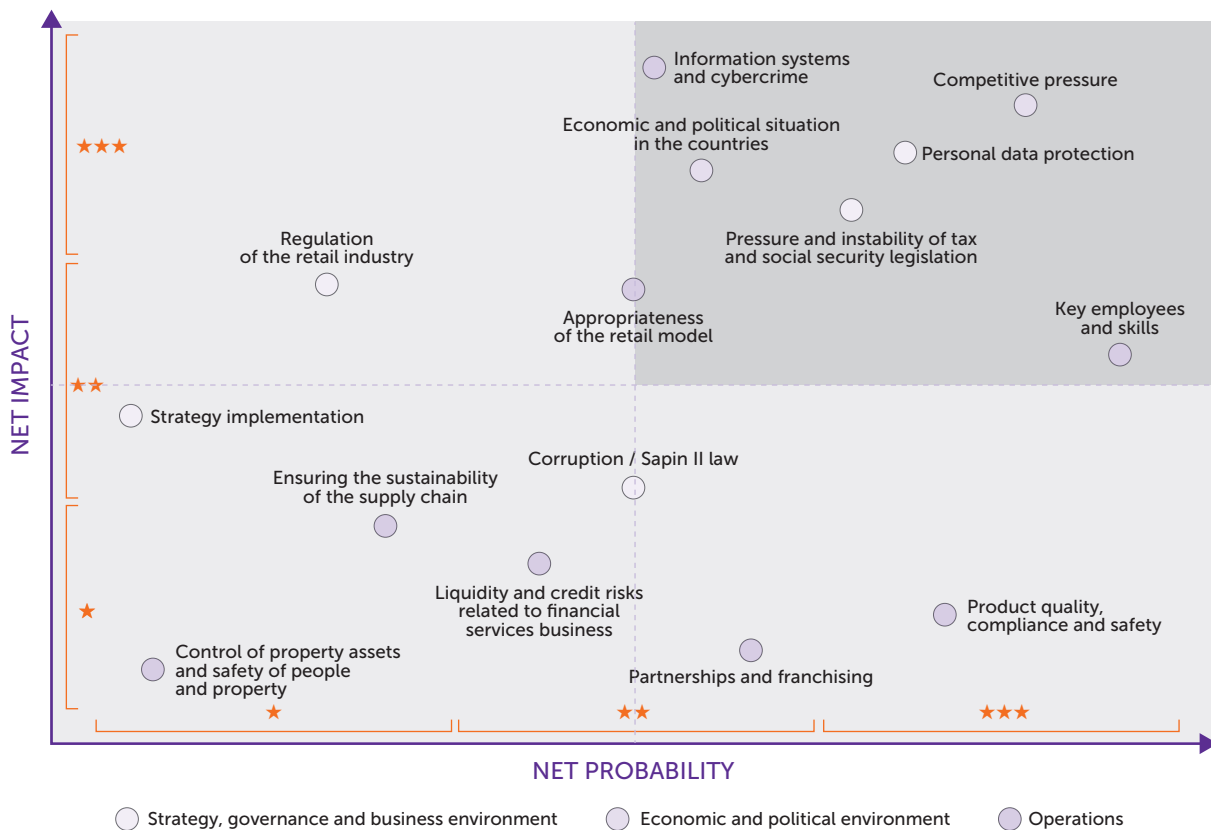 Information systems
and cybercrime
Competitive pressure
Economic and political situation
in the countries
★★★
Personal data protection
Regulation
of the retail industry
Pressure and instability of tax
and social security legislation
Appropriateness
of the retail model
Key employees
and skills
NET IMPACT
★★
Strategy implementation
Corruption / Sapin II law
Ensuring the sustainability
of the supply chain
Liquidity and credit risks
related to financial
services business
★
Product quality,
compliance and safety
Control of property assets
and safety of people
and property
Partnerships and franchising
★
★★
★★★
NET PROBABILITY
Strategy, governance and business environment
Economic and political environment
Operations